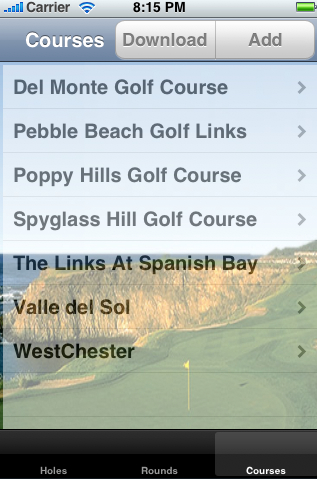 Carrier 8:15 PM
Courses Download Add
Del Monte Golf Course
Pebble Beach Golf Links
Poppy Hills Golf Course
Spyglass Hill Golf Course
The Links At Spanish Bay
Valle del Sol
WestChester
Holes Rounds Courses